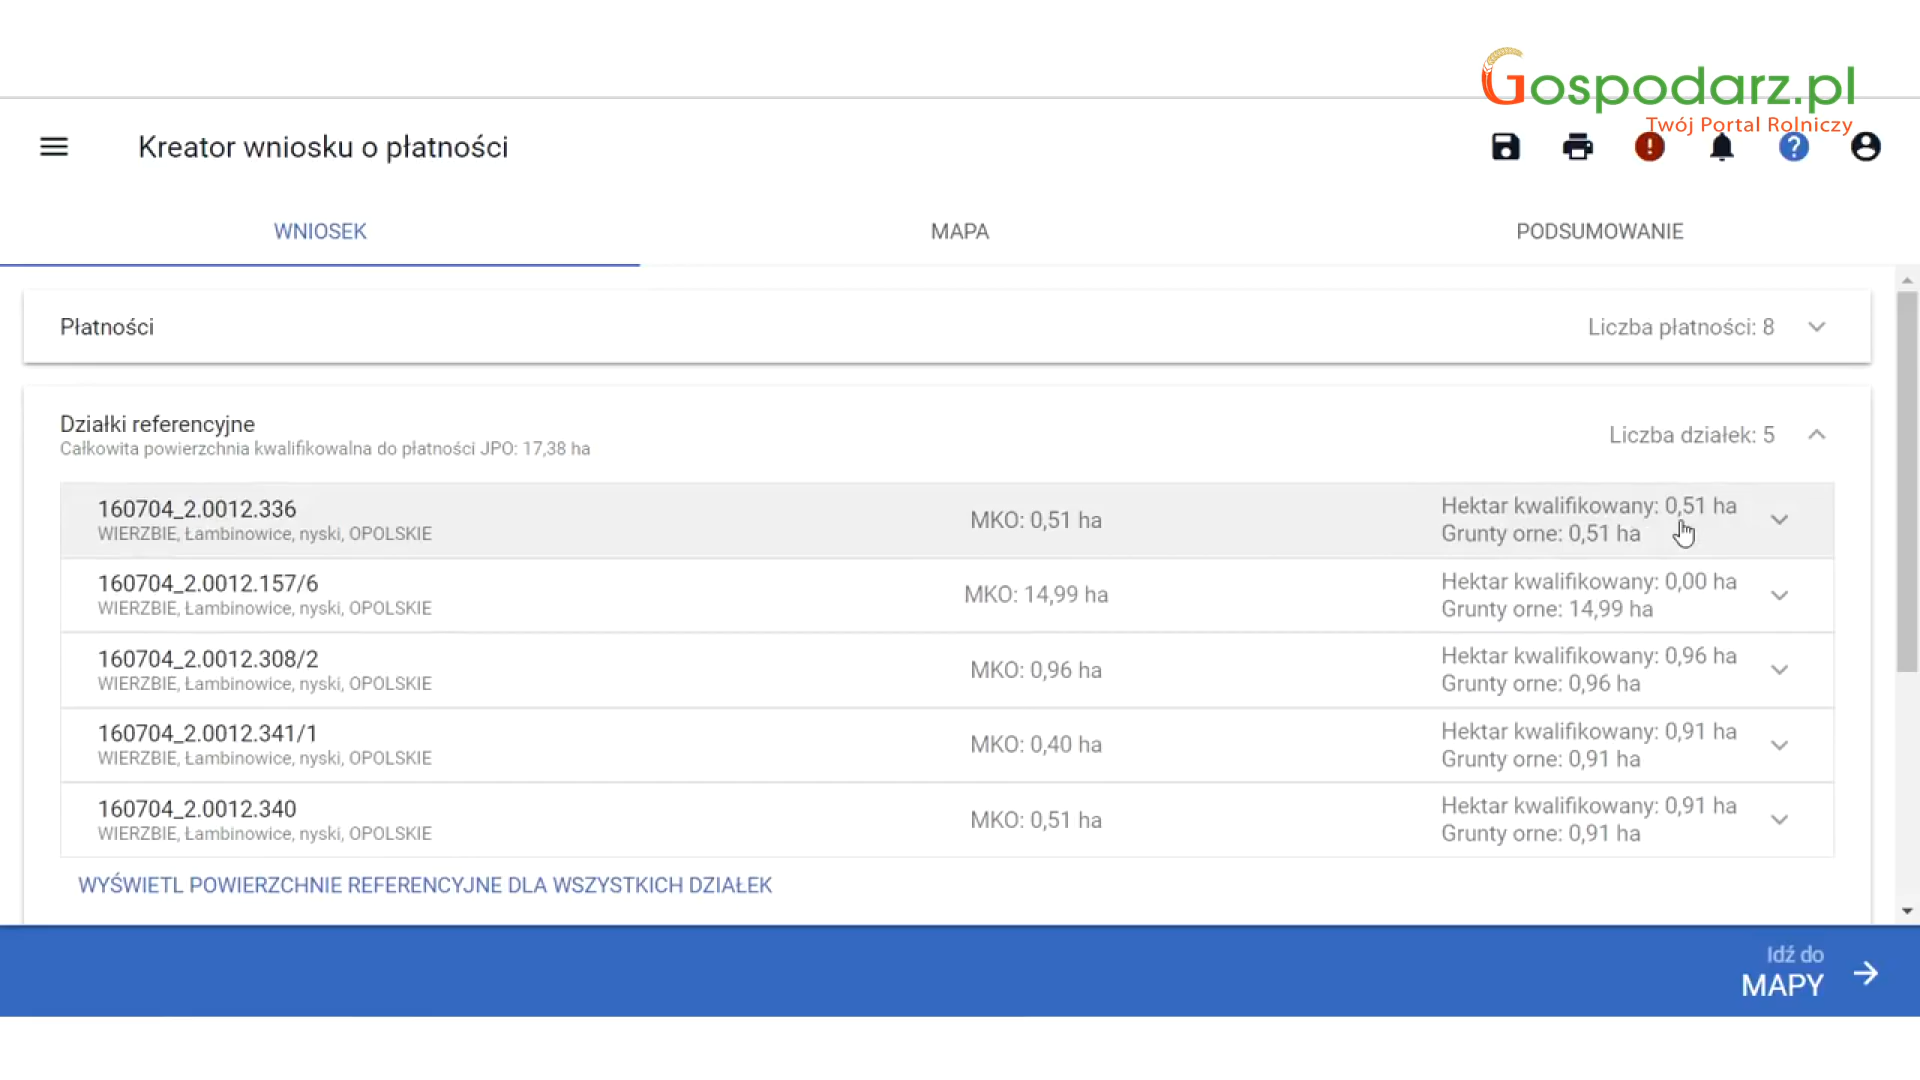 Gospodarz.pl
Twój Portal Rolniczy
Kreator wniosku o płatności
WNIOSEK
MAPA
PODSUMOWANIE
Płatności
Liczba płatności: 8
Działki referencyjne
Całkowita powierzchnia kwalifikowalna do płatności JPO: 17,38 ha
Liczba działek: 5
160704_2.0012.336
WIERZBIE, Łambinowice, nyski, OPOLSKIE
MKO: 0,51 ha
Hektar kwalifikowany: 0,51 ha
Grunty orne: 0,51 ha
160704_2.0012.157/6
WIERZBIE, Łambinowice, nyski, OPOLSKIE
MKO: 14,99 ha
Hektar kwalifikowany: 0,00 ha
Grunty orne: 14,99 ha
160704_2.0012.308/2
WIERZBIE, Łambinowice, nyski, OPOLSKIE
MKO: 0,96 ha
Hektar kwalifikowany: 0,96 ha
Grunty orne: 0,96 ha
160704_2.0012.341/1
WIERZBIE, Łambinowice, nyski, OPOLSKIE
MKO: 0,40 ha
Hektar kwalifikowany: 0,91 ha
Grunty orne: 0,91 ha
160704_2.0012.340
WIERZBIE, Łambinowice, nyski, OPOLSKIE
MKO: 0,51 ha
Hektar kwalifikowany: 0,91 ha
Grunty orne: 0,91 ha
WYŚWIETL POWIERZCHNIE REFERENCYJNE DLA WSZYSTKICH DZIAŁEK
Idź do
MAPY